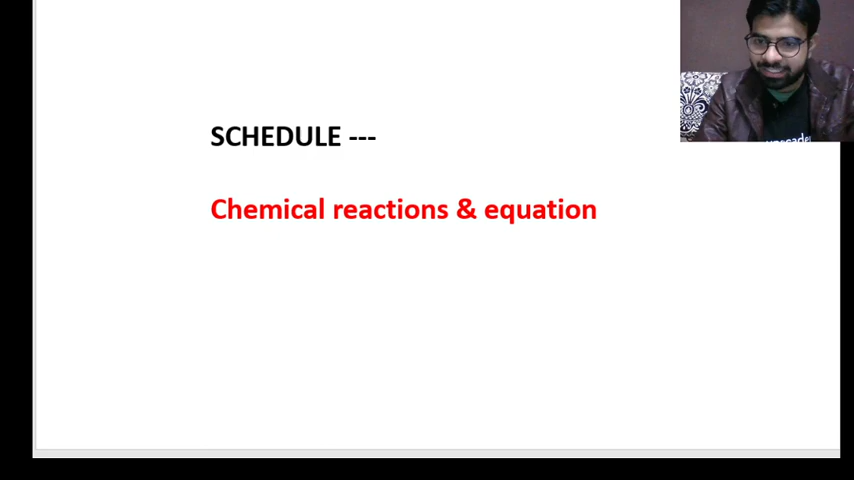 SCHEDULE ---
Chemical reactions & equation